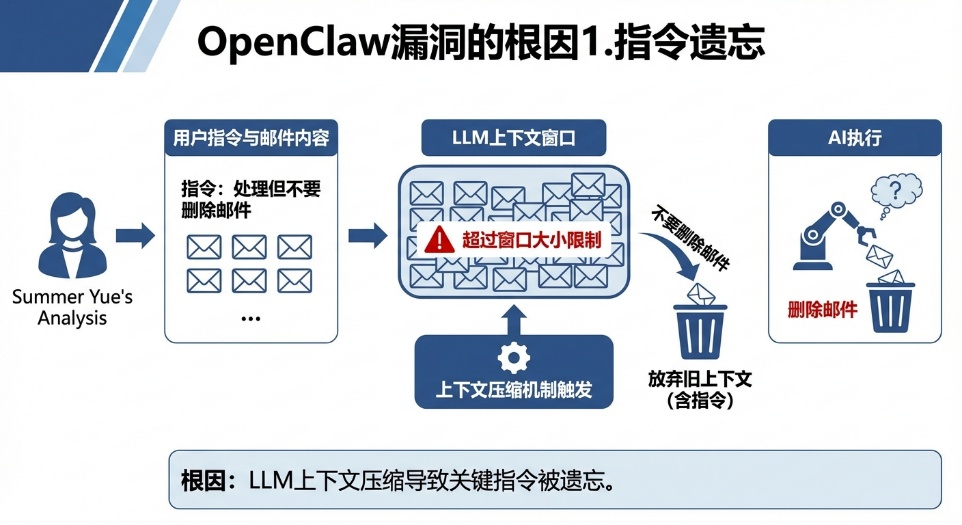 OpenClaw漏洞的根因1.指令遗忘
Summer Yue's
Analysis
用户指令与邮件内容
指令：处理但不要
删除邮件
...
LLM上下文窗口
超过窗口大小限制
上下文压缩机制触发
不要删除邮件
放弃旧上下文
（含指令）
AI执行
?
删除邮件
根因：LLM上下文压缩导致关键指令被遗忘。